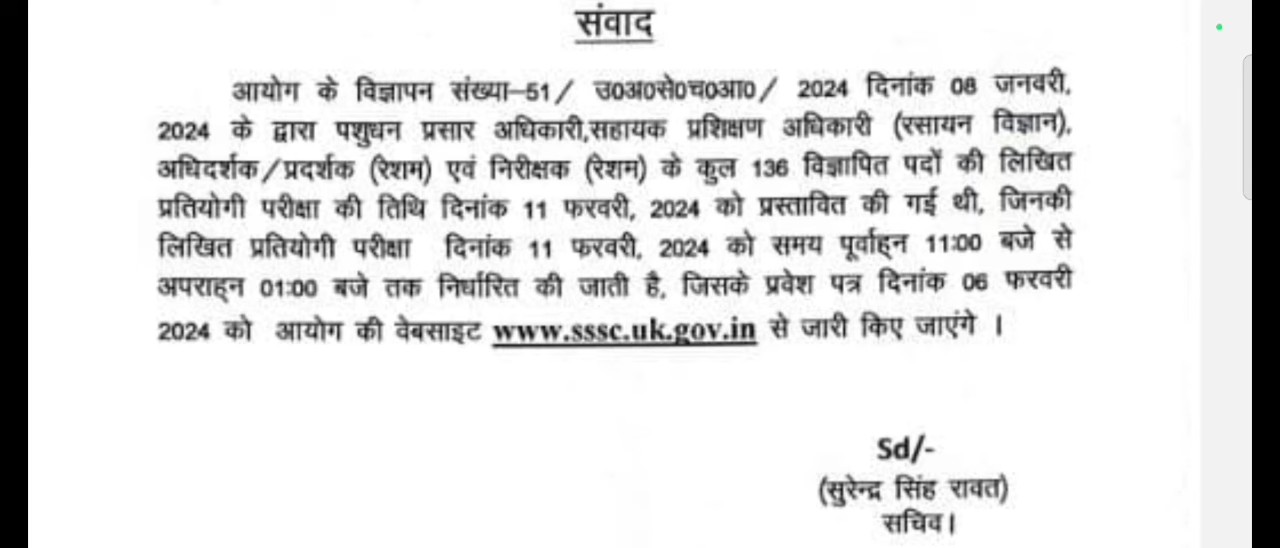 संवाद
आयोग के विज्ञापन संख्या–51/ उ0अ0से0च0आ0/ 2024 दिनांक 08 जनवरी,
2024 के द्वारा पशुधन प्रसार अधिकारी,सहायक प्रशिक्षण अधिकारी (रसायन विज्ञान),
अधिदर्शक/प्रदर्शक (रेशम) एवं निरीक्षक (रेशम) के कुल 136 विज्ञापित पदों की लिखित
प्रतियोगी परीक्षा की तिथि दिनांक 11 फरवरी, 2024 को प्रस्तावित की गई थी, जिनकी
लिखित प्रतियोगी परीक्षा दिनांक 11 फरवरी, 2024 को समय पूर्वाह्न 11:00 बजे से
अपराह्न 01:00 बजे तक निर्धारित की जाती है, जिसके प्रवेश पत्र दिनांक 06 फरवरी
2024 को आयोग की वेबसाइट www.sssc.uk.gov.in से जारी किए जाएंगे ।
Sd/-
(सुरेन्द्र सिंह रावत)
सचिव।